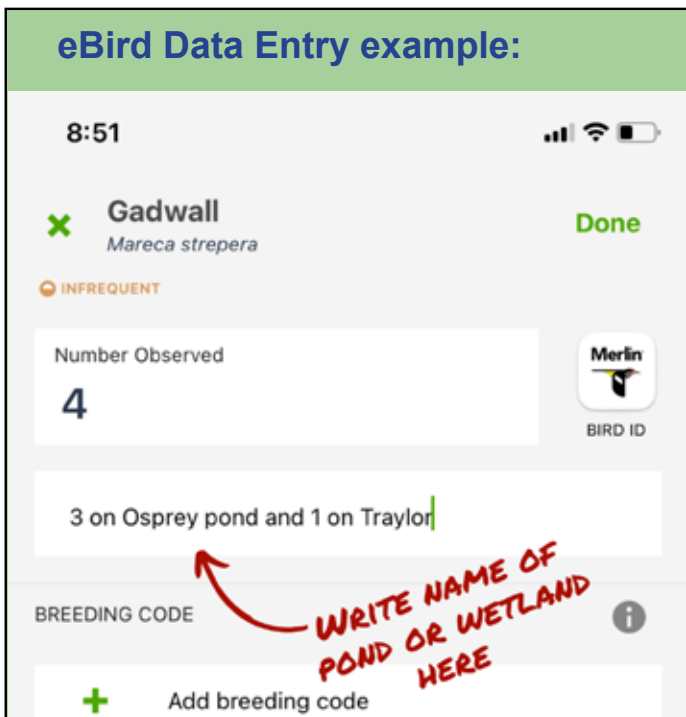 eBird Data Entry example:
8:51
Gadwall
Done
Mareca strepera
INFREQUENT
Number Observed
Merlin
4
BIRD ID
3 on Osprey pond and 1 on Traylor
WRITE NAME OF
POND OR WETLAND
HERE
BREEDING CODE
Add breeding code